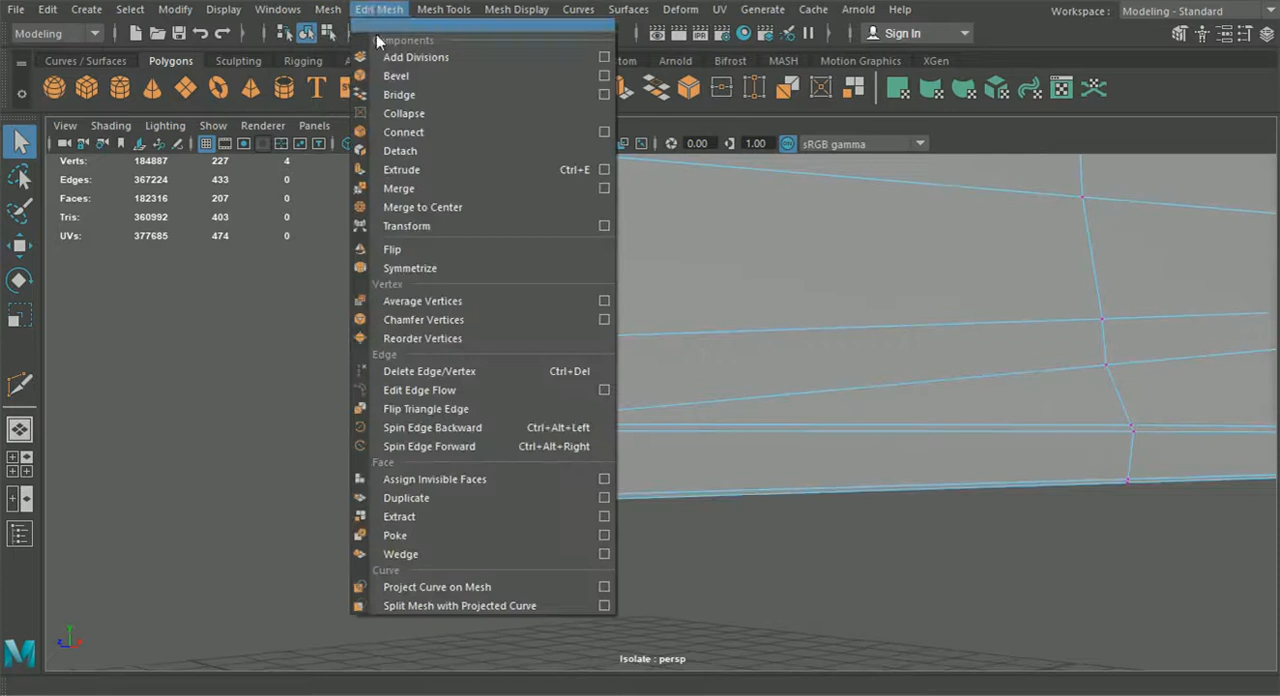 File Edit Create Select Modify Display Windows Mesh Edit Mesh Mesh Tools Mesh Display Curves Surfaces Deform UV Generate Cache Arnold Help Workspace : Modeling - Standard
Modeling Sign In
Curves / Surfaces Polygons Sculpting Rigging Arnold Bifrost MASH Motion Graphics XGen
View Shading Lighting Show Renderer Panels
0.00 1.00 sRGB gamma
Verts: 184887 227 4
Edges: 367224 433 0
Faces: 182316 207 0
Tris: 360992 403 0
UVs: 377685 474 0
Add Divisions
Bevel
Bridge
Collapse
Connect
Detach
Extrude Ctrl+E
Merge
Merge to Center
Transform
Flip
Symmetrize
Vertex
Average Vertices
Chamfer Vertices
Reorder Vertices
Edge
Delete Edge/Vertex Ctrl+Del
Edit Edge Flow
Flip Triangle Edge
Spin Edge Backward Ctrl+Alt+Left
Spin Edge Forward Ctrl+Alt+Right
Face
Assign Invisible Faces
Duplicate
Extract
Poke
Wedge
Curve
Project Curve on Mesh
Split Mesh with Projected Curve
Isolate : persp